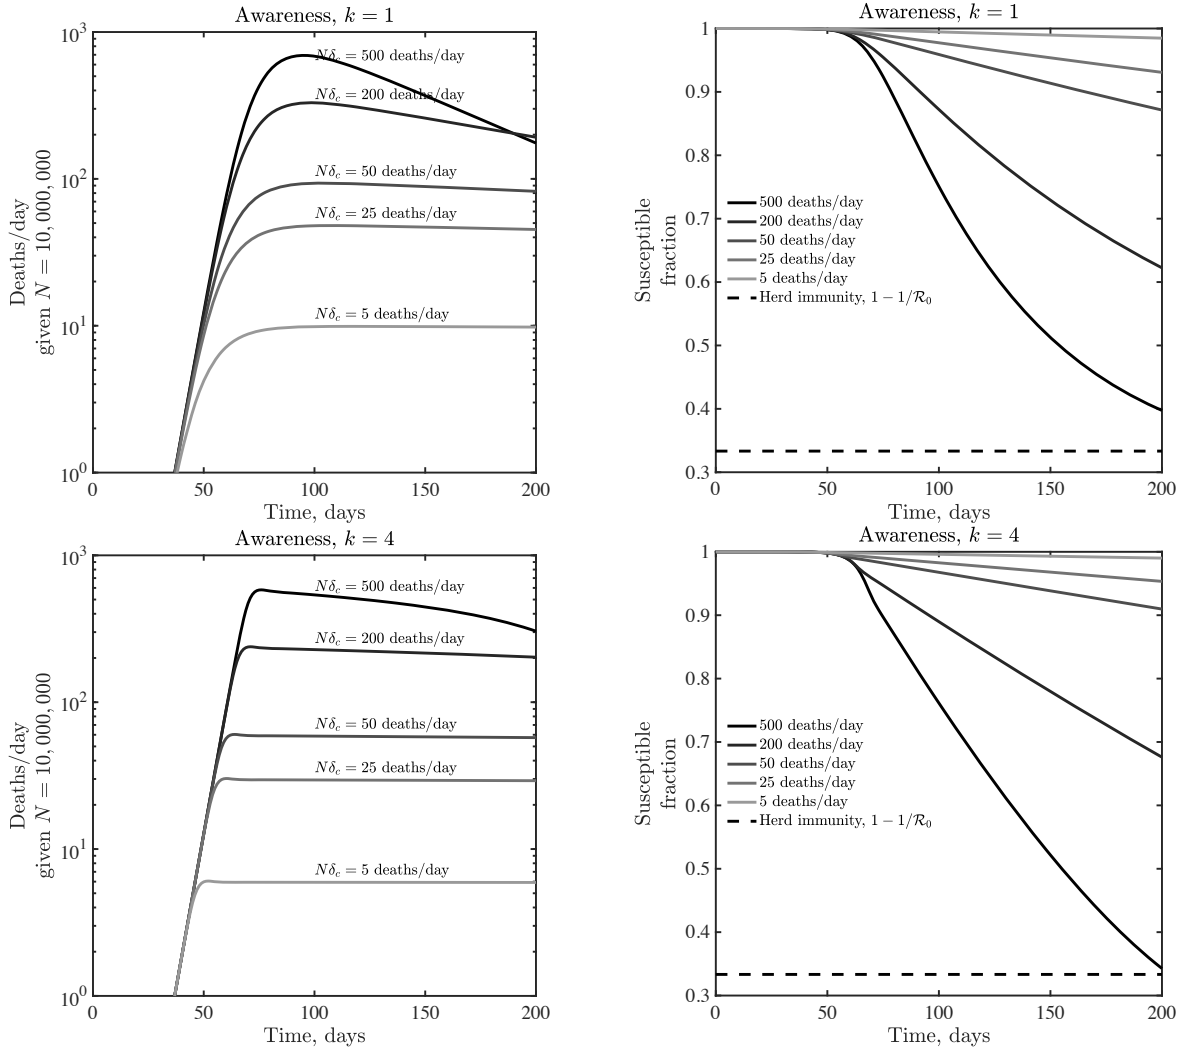 Awareness, k = 1
10^3
10^2
10^1
10^0
Deaths/day
given N = 10,000,000
Nδ_c = 500 deaths/day
Nδ_c = 200 deaths/day
Nδ_c = 50 deaths/day
Nδ_c = 25 deaths/day
Nδ_c = 5 deaths/day
0 50 100 150 200
Time, days
Awareness, k = 1
1
0.9
0.8
0.7
0.6
0.5
0.4
0.3
Susceptible
fraction
500 deaths/day
200 deaths/day
50 deaths/day
25 deaths/day
5 deaths/day
Herd immunity, 1 − 1/R_0
0 50 100 150 200
Time, days
Awareness, k = 4
10^3
10^2
10^1
10^0
Deaths/day
given N = 10,000,000
Nδ_c = 500 deaths/day
Nδ_c = 200 deaths/day
Nδ_c = 50 deaths/day
Nδ_c = 25 deaths/day
Nδ_c = 5 deaths/day
0 50 100 150 200
Time, days
Awareness, k = 4
1
0.9
0.8
0.7
0.6
0.5
0.4
0.3
Susceptible
fraction
500 deaths/day
200 deaths/day
50 deaths/day
25 deaths/day
5 deaths/day
Herd immunity, 1 − 1/R_0
0 50 100 150 200
Time, days